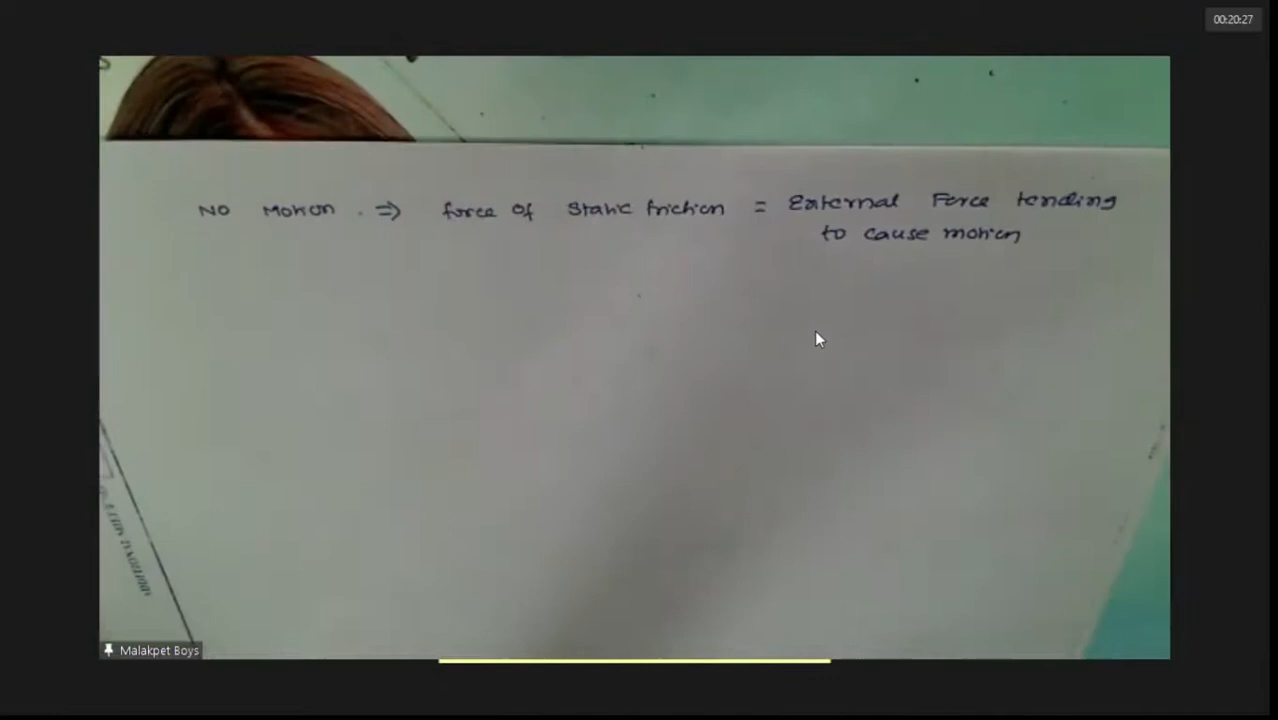 00:20:27
NO Motion . => force of Static friction = External Force tending
to cause motion
Malakpet Boys